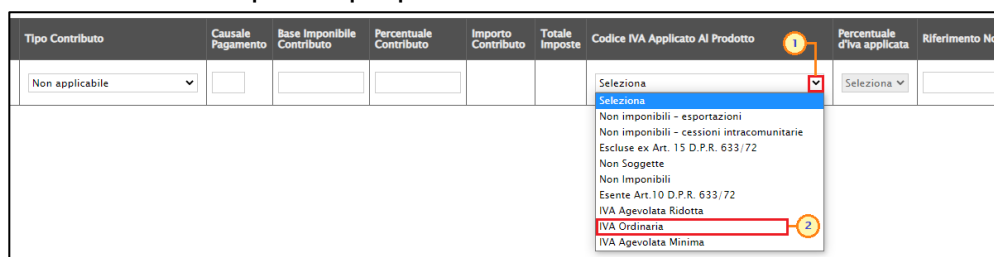 Tipo Contributo
Causale Pagamento
Base Imponibile Contributo
Percentuale Contributo
Importo Contributo
Totale Imposte
Codice IVA Applicato Al Prodotto
1
Percentuale d'iva applicata
Riferimento
Non applicabile
Seleziona
Seleziona
Seleziona
Non imponibili - esportazioni
Non imponibili - cessioni intracomunitarie
Escluse ex Art. 15 D.P.R. 633/72
Non Soggette
Non Imponibili
Esente Art.10 D.P.R. 633/72
IVA Agevolata Ridotta
IVA Ordinaria
2
IVA Agevolata Minima